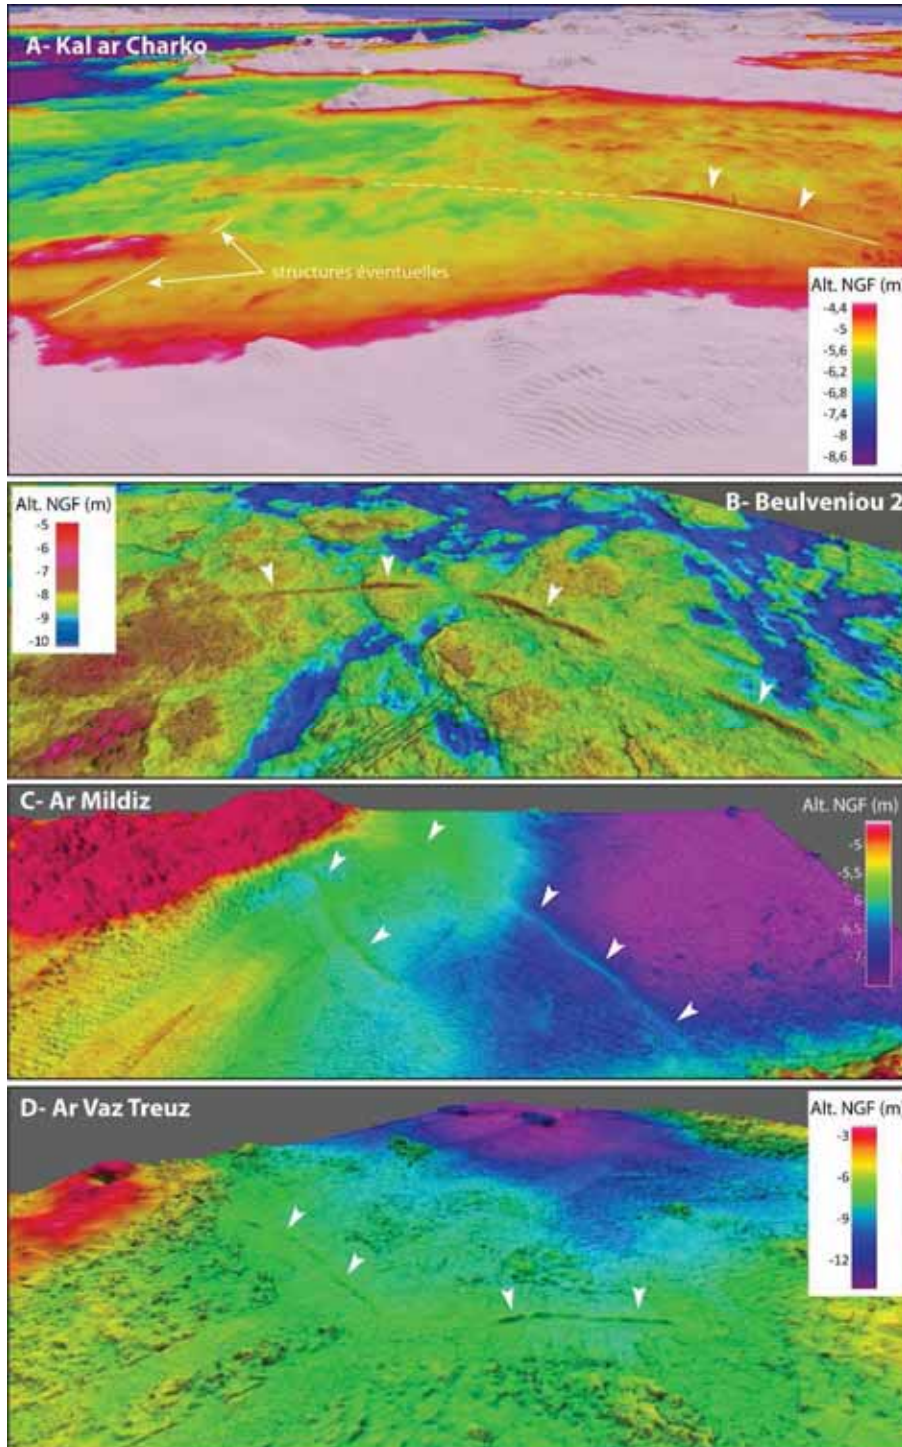 A- Kal ar Charko
structures éventuelles
Alt. NGF (m)
-4,4
-5
-5,6
-6,2
-6,8
-7,4
-8
-8,6
B- Beulveniou 2
Alt. NGF (m)
-5
-6
-7
-8
-9
-10
C- Ar Mildiz
Alt. NGF (m)
-5
-5,5
-6
-6,5
-7
D- Ar Vaz Treuz
Alt. NGF (m)
-3
-6
-9
-12